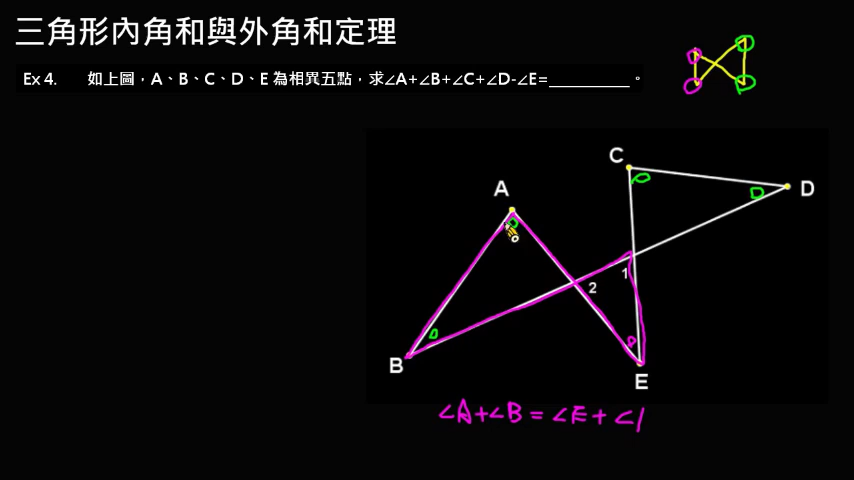 三角形內角和與外角和定理
Ex 4. 如上圖，A、B、C、D、E 為相異五點，求∠A+∠B+∠C+∠D-∠E=__________。
C
A
D
1
2
B
E
∠A+∠B=∠E+∠1